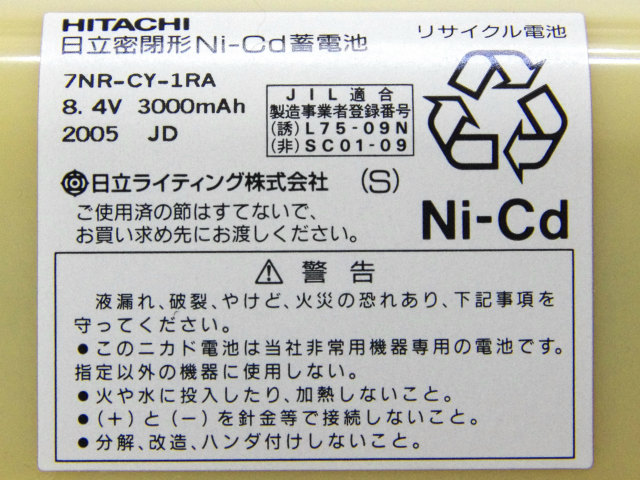 HITACHI
日立密閉形Ni-Cd蓄電池
リサイクル電池
7NR-CY-1RA
8.4V 3000mAh
2005 JD
JIL適合
製造事業者登録番号
(誘)L75-09N
(非)SC01-09
日立ライティング株式会社 (S)
ご使用済の節はすてないで、
お買い求め先にお渡しください。
Ni-Cd
⚠ 警告
液漏れ、破裂、やけど、火災の恐れあり、下記事項を
守ってください。
●このニカド電池は当社非常用機器専用の電池です。
指定以外の機器に使用しない。
●火や水に投入したり、加熱しないこと。
●(+)と(−)を針金等で接続しないこと。
●分解、改造、ハンダ付けしないこと。